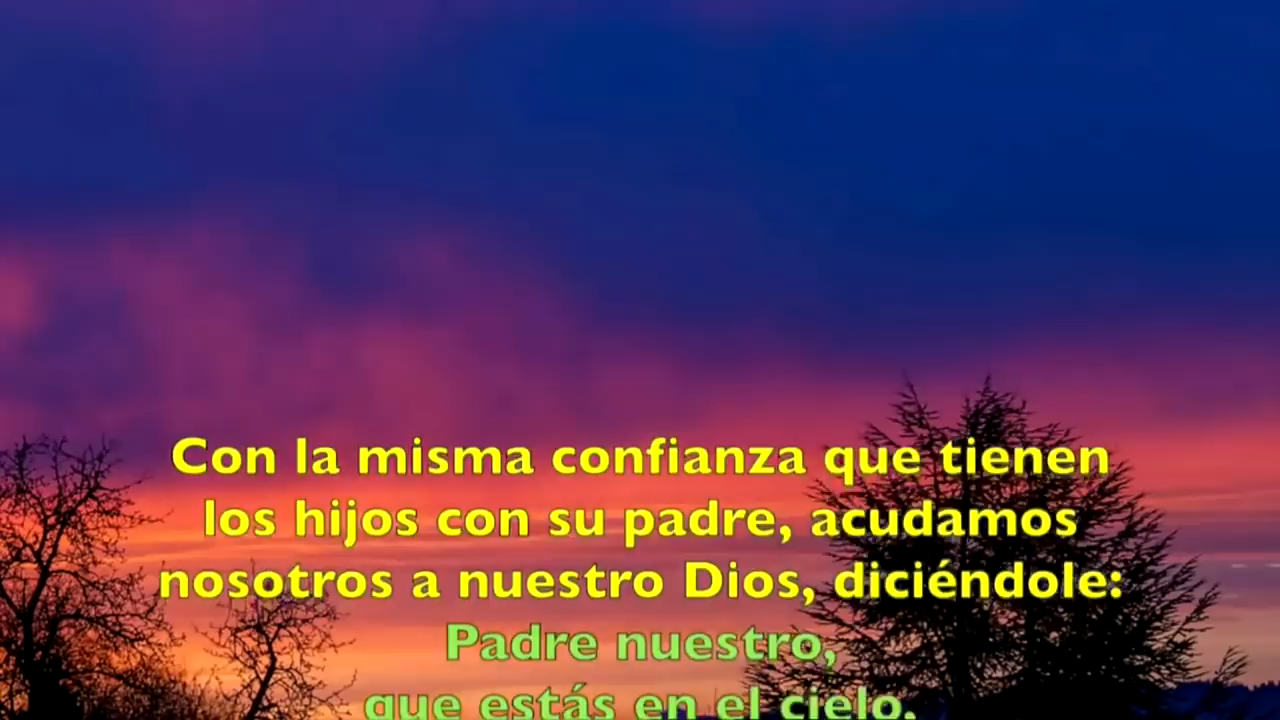 Con la misma confianza que tienen
los hijos con su padre, acudamos
nosotros a nuestro Dios, diciéndole:
Padre nuestro,
que estás en el cielo,